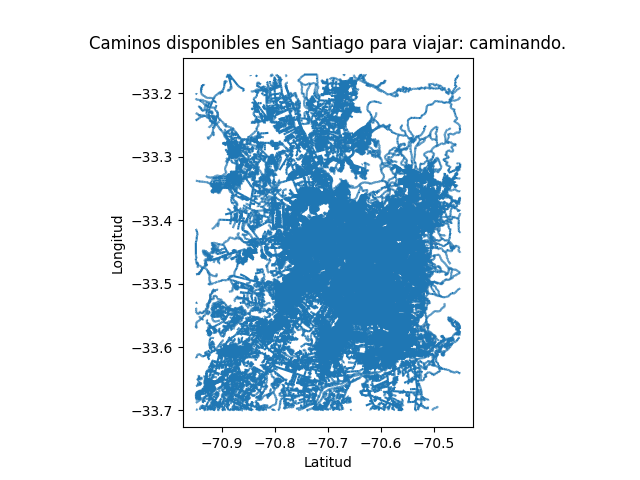 Caminos disponibles en Santiago para viajar: caminando.
Longitud
−33.2
−33.3
−33.4
−33.5
−33.6
−33.7
−70.9 −70.8 −70.7 −70.6 −70.5
Latitud